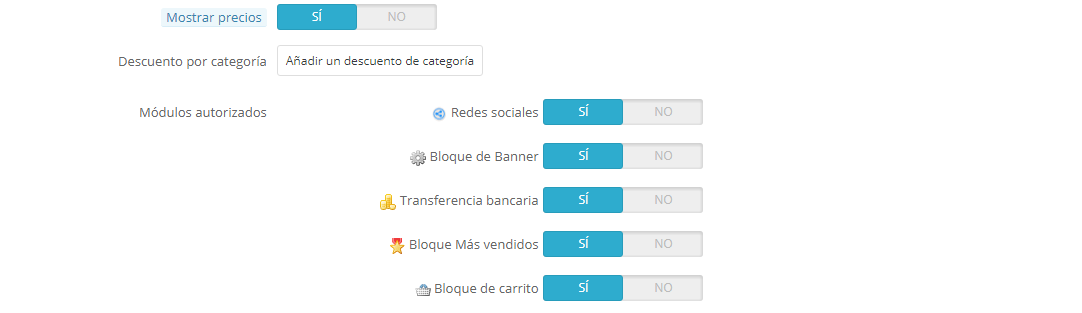 Mostrar precios SÍ NO
Descuento por categoría Añadir un descuento de categoría
Módulos autorizados Redes sociales SÍ NO
Bloque de Banner SÍ NO
Transferencia bancaria SÍ NO
Bloque Más vendidos SÍ NO
Bloque de carrito SÍ NO